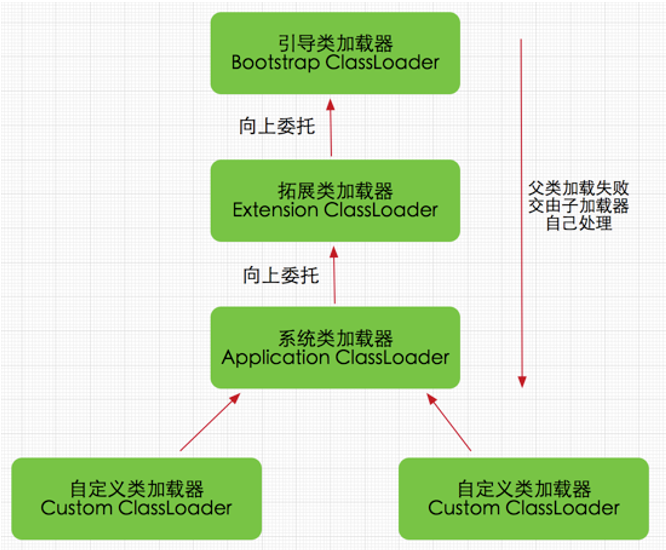 引导类加载器
Bootstrap ClassLoader
向上委托
拓展类加载器
Extension ClassLoader
父类加载失败
交由子加载器
自己处理
向上委托
系统类加载器
Application ClassLoader
自定义类加载器
Custom ClassLoader
自定义类加载器
Custom ClassLoader